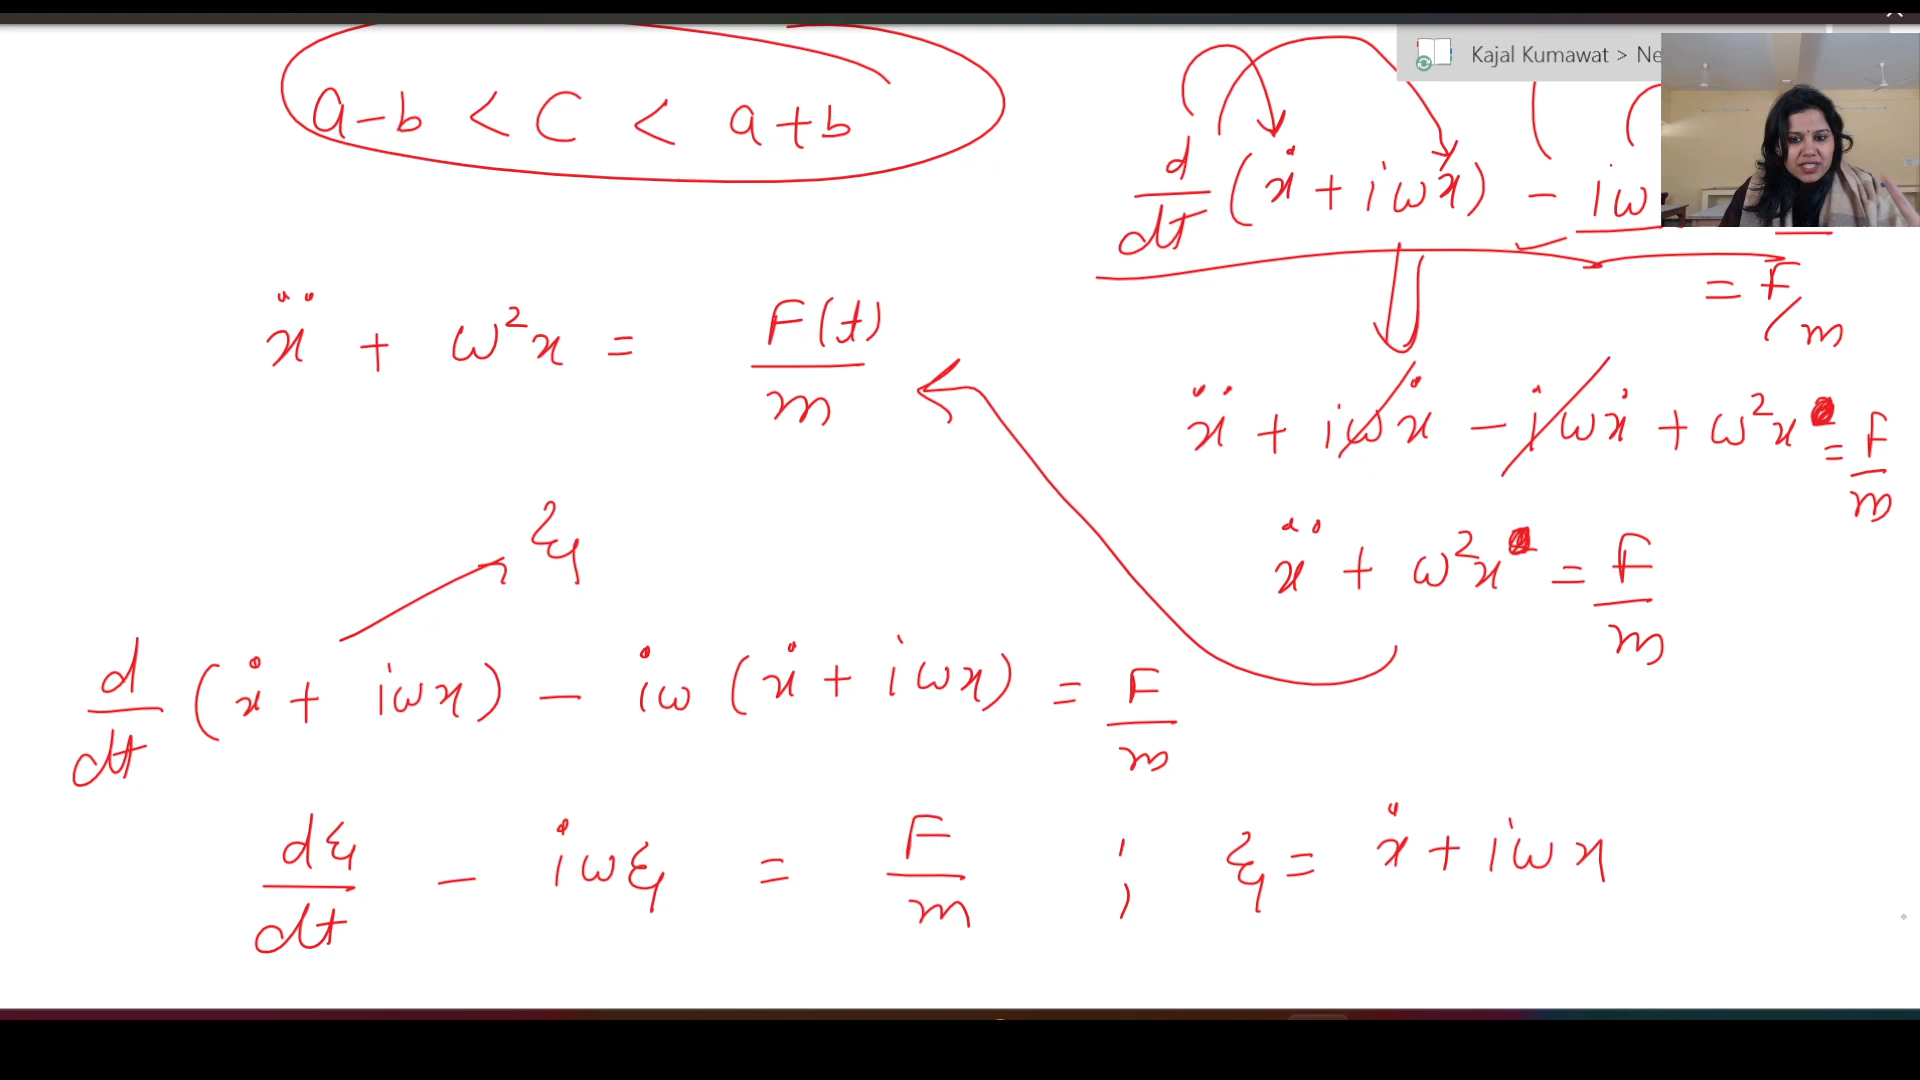 a-b < c < a+b
Kajal Kumawat > Ne
d/dt (ẋ + iωx) - iω
= F/m
ẍ + ω²x = F(t)/m
ẍ + iωẋ - iωẋ + ω²x = F/m
ẍ + ω²x = F/m
ξ
d/dt (ẋ + iωx) - iω (ẋ + iωx) = F/m
dξ/dt - iωξ = F/m ; ξ = ẋ + iωx